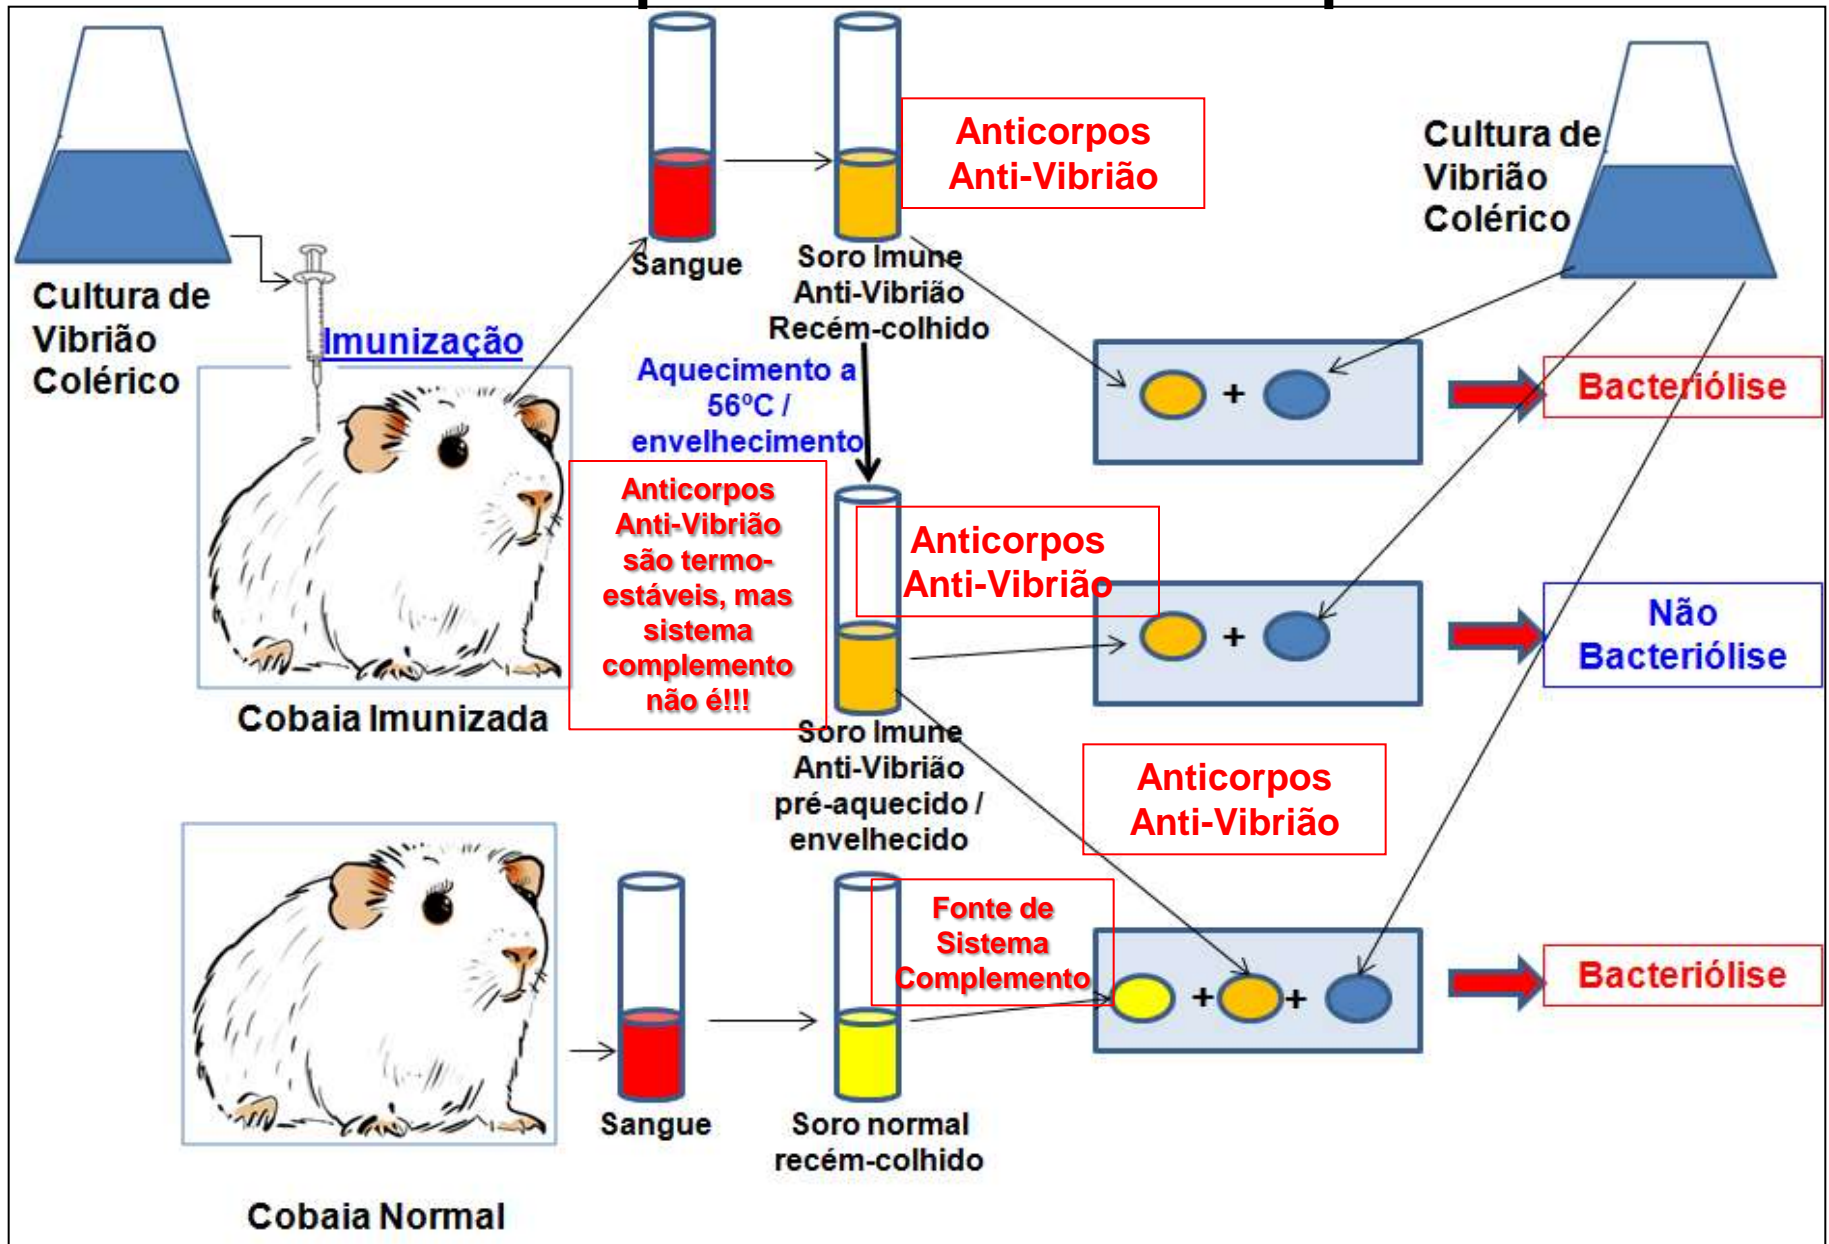 Cultura de
Vibrião
Colérico
Imunização
Cobaia Imunizada
Sangue
Soro Imune
Anti-Vibrião
Recém-colhido
Anticorpos
Anti-Vibrião
Cultura de
Vibrião
Colérico
Aquecimento a
56ºC /
envelhecimento
Anticorpos
Anti-Vibrião
são termo-
estáveis, mas
sistema
complemento
não é!!!
+
Bacteriólise
Anticorpos
Anti-Vibrião
Soro Imune
Anti-Vibrião
pré-aquecido /
envelhecido
+
Não
Bacteriólise
Anticorpos
Anti-Vibrião
Cobaia Normal
Sangue
Soro normal
recém-colhido
Fonte de
Sistema
Complemento
+ +
Bacteriólise